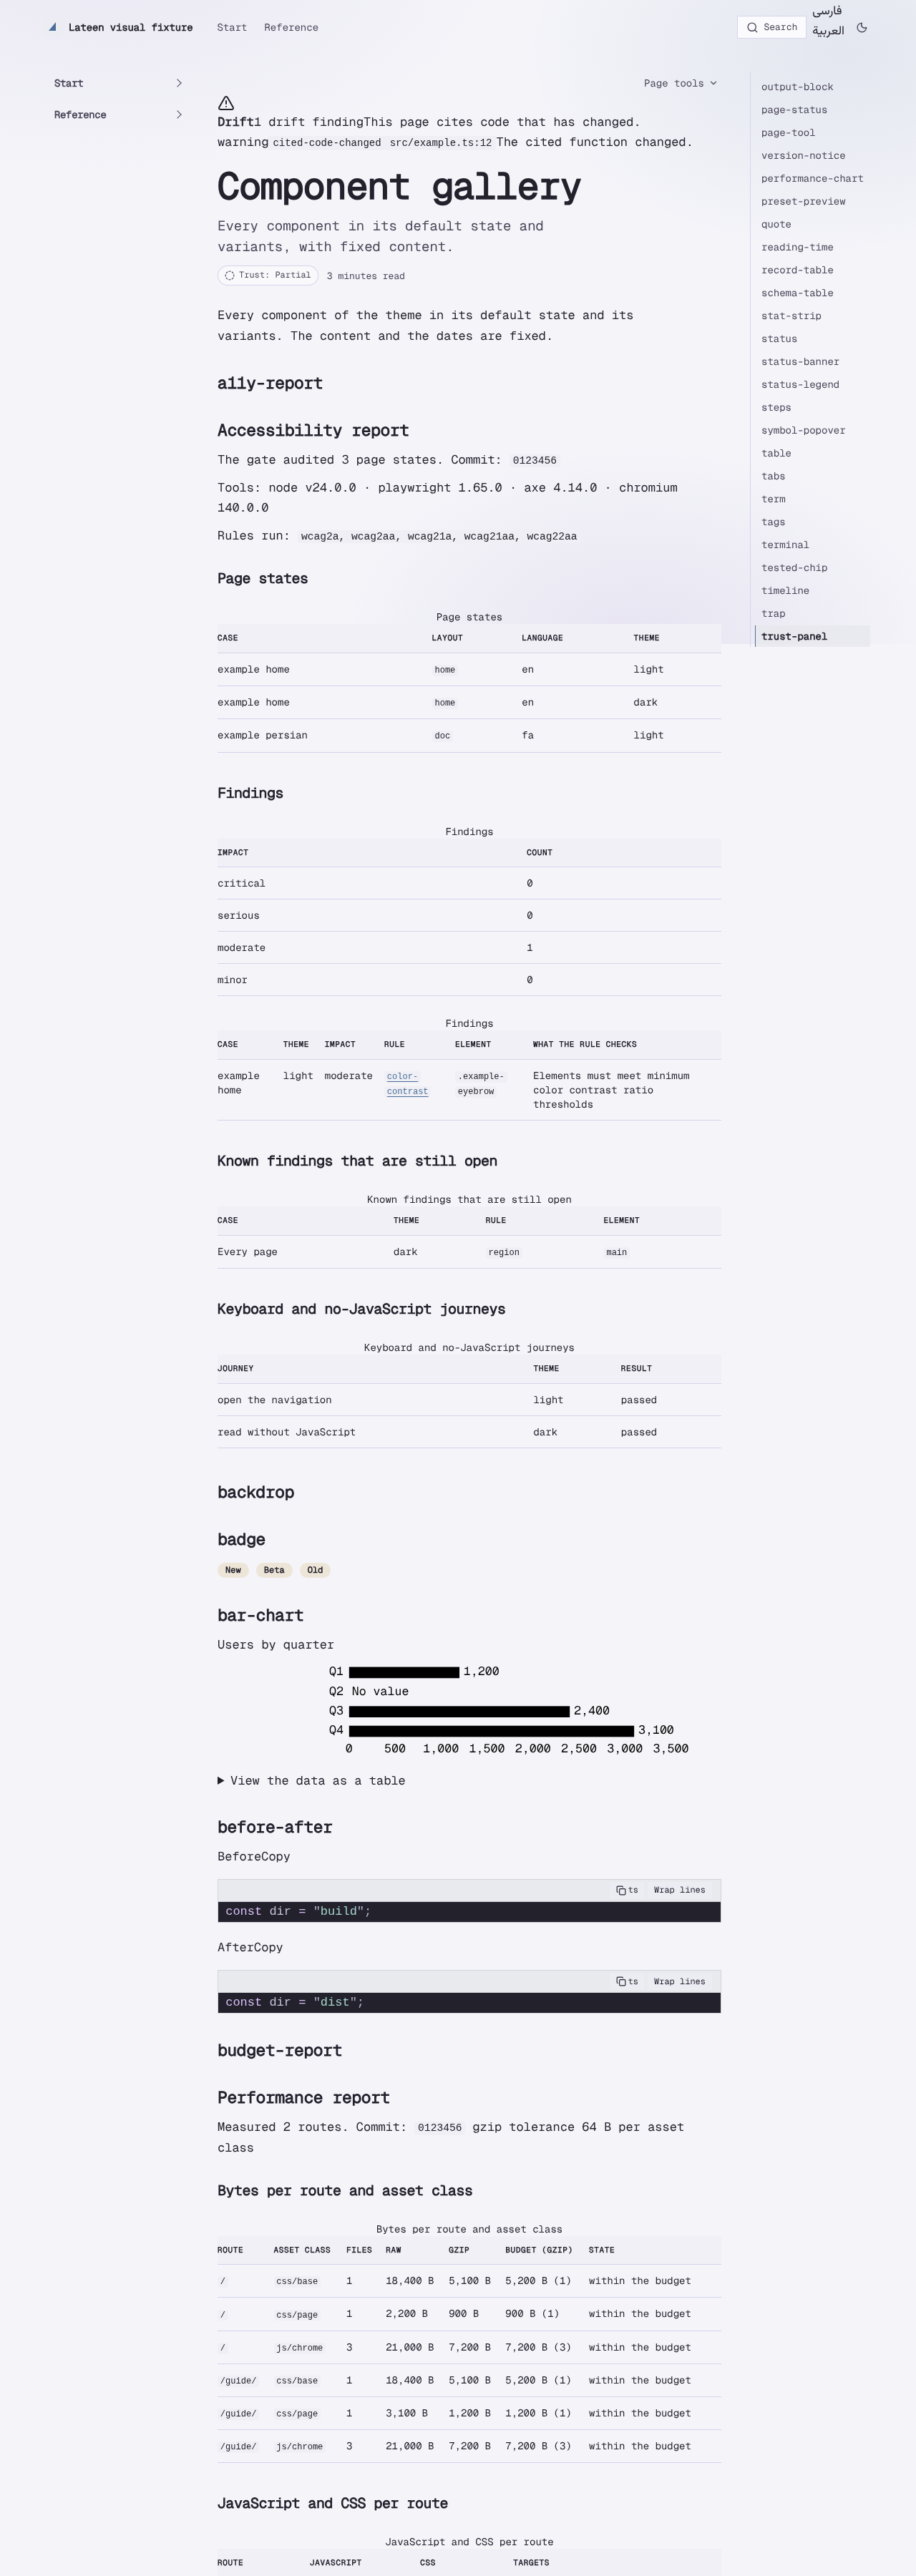 Lateen visual fixture
Start
Reference
Search
فارسی
العربية
Start
Reference
Page tools
Drift1 drift findingThis page cites code that has changed.
warning cited-code-changed src/example.ts:12 The cited function changed.
Component gallery
Every component in its default state and
variants, with fixed content.
Trust: Partial
3 minutes read
Every component of the theme in its default state and its
variants. The content and the dates are fixed.
a11y-report
Accessibility report
The gate audited 3 page states. Commit: 0123456
Tools: node v24.0.0 · playwright 1.65.0 · axe 4.14.0 · chromium
140.0.0
Rules run: wcag2a, wcag2aa, wcag21a, wcag21aa, wcag22aa
Page states
Page states
CASE LAYOUT LANGUAGE THEME
example home home en light
example home home en dark
example persian doc fa light
Findings
Findings
IMPACT COUNT
critical 0
serious 0
moderate 1
minor 0
Findings
CASE THEME IMPACT RULE ELEMENT WHAT THE RULE CHECKS
example light moderate color- .example- Elements must meet minimum
home contrast eyebrow color contrast ratio
thresholds
Known findings that are still open
Known findings that are still open
CASE THEME RULE ELEMENT
Every page dark region main
Keyboard and no-JavaScript journeys
Keyboard and no-JavaScript journeys
JOURNEY THEME RESULT
open the navigation light passed
read without JavaScript dark passed
backdrop
badge
New Beta Old
bar-chart
Users by quarter
Q1 1,200
Q2 No value
Q3 2,400
Q4 3,100
0 500 1,000 1,500 2,000 2,500 3,000 3,500
View the data as a table
before-after
BeforeCopy
ts Wrap lines
const dir = "build";
AfterCopy
ts Wrap lines
const dir = "dist";
budget-report
Performance report
Measured 2 routes. Commit: 0123456 gzip tolerance 64 B per asset
class
Bytes per route and asset class
Bytes per route and asset class
ROUTE ASSET CLASS FILES RAW GZIP BUDGET (GZIP) STATE
/ css/base 1 18,400 B 5,100 B 5,200 B (1) within the budget
/ css/page 1 2,200 B 900 B 900 B (1) within the budget
/ js/chrome 3 21,000 B 7,200 B 7,200 B (3) within the budget
/guide/ css/base 1 18,400 B 5,100 B 5,200 B (1) within the budget
/guide/ css/page 1 3,100 B 1,200 B 1,200 B (1) within the budget
/guide/ js/chrome 3 21,000 B 7,200 B 7,200 B (3) within the budget
JavaScript and CSS per route
JavaScript and CSS per route
ROUTE JAVASCRIPT CSS TARGETS
output-block
page-status
page-tool
version-notice
performance-chart
preset-preview
quote
reading-time
record-table
schema-table
stat-strip
status
status-banner
status-legend
steps
symbol-popover
table
tabs
term
tags
terminal
tested-chip
timeline
trap
trust-panel